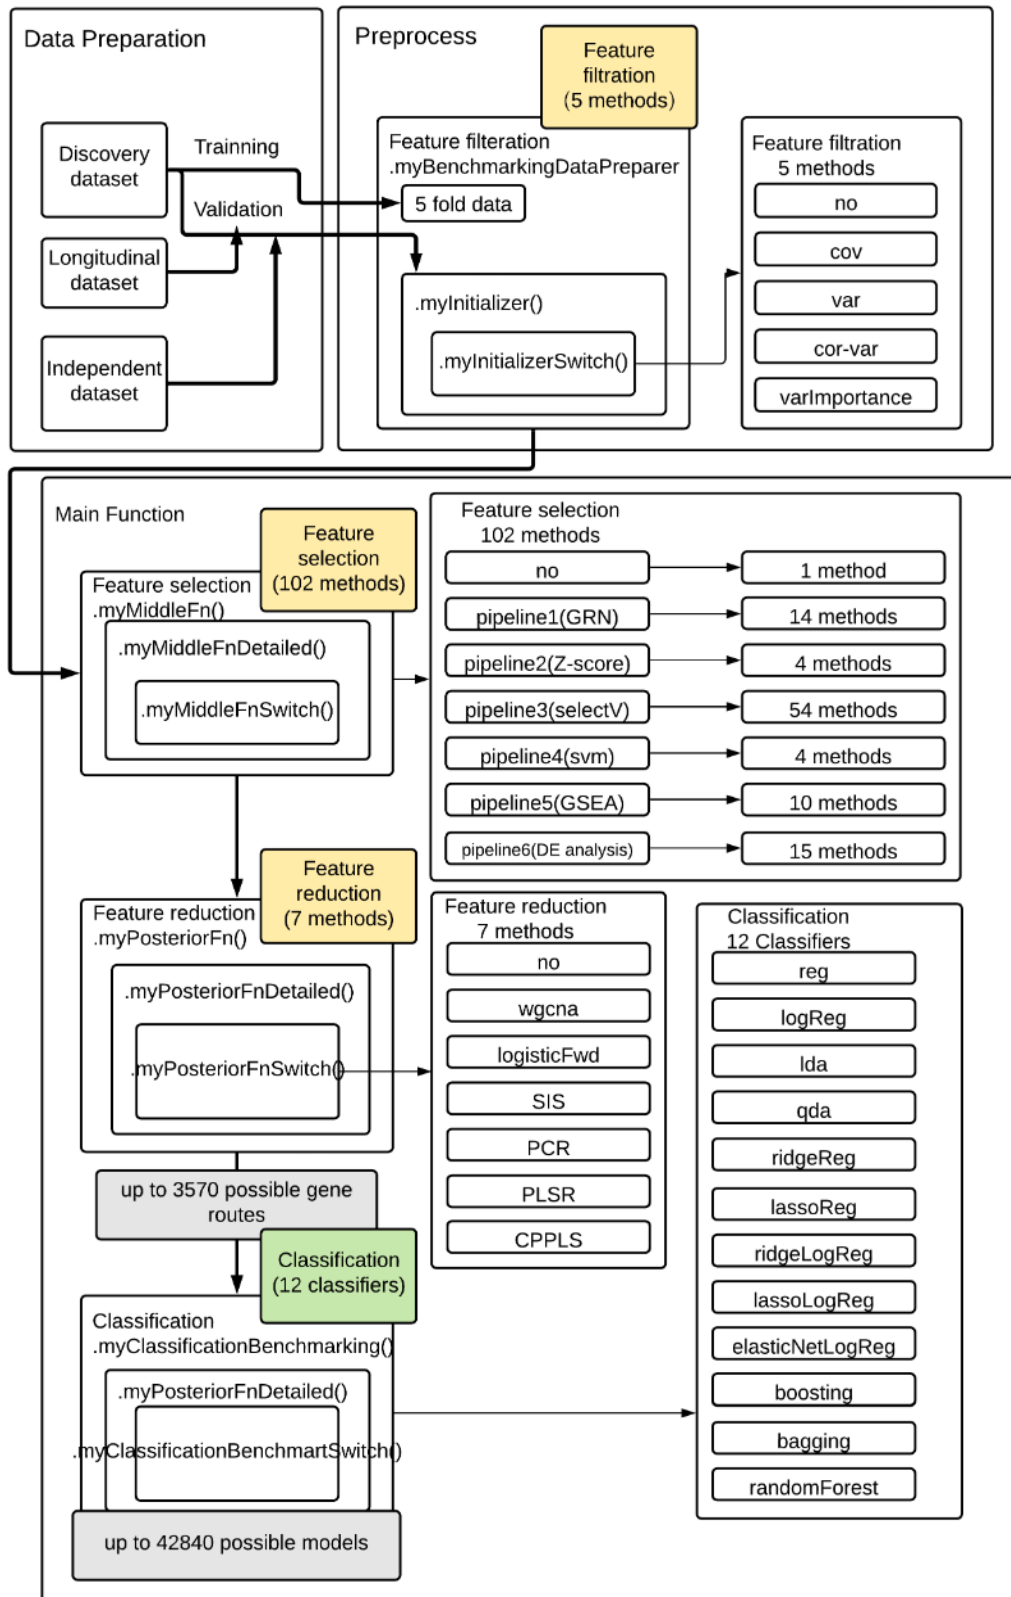 Data Preparation
Discovery
dataset
Trainning
Validation
Longitudinal
dataset
Independent
dataset
Preprocess
Feature
filtration
(5 methods)
Feature filteration
.myBenchmarkingDataPreparer
5 fold data
.myInitializer()
.myInitializerSwitch()
Feature filtration
5 methods
no
cov
var
cor-var
varImportance
Main Function
Feature
selection
(102 methods)
Feature selection
.myMiddleFn()
.myMiddleFnDetailed()
.myMiddleFnSwitch()
Feature selection
102 methods
no
1 method
pipeline1(GRN)
14 methods
pipeline2(Z-score)
4 methods
pipeline3(selectV)
54 methods
pipeline4(svm)
4 methods
pipeline5(GSEA)
10 methods
pipeline6(DE analysis)
15 methods
Feature
reduction
(7 methods)
Feature reduction
.myPosteriorFn()
.myPosteriorFnDetailed()
.myPosteriorFnSwitch()
Feature reduction
7 methods
no
wgcna
logisticFwd
SIS
PCR
PLSR
CPPLS
up to 3570 possible gene
routes
Classification
(12 classifiers)
Classification
.myClassificationBenchmarking()
.myPosteriorFnDetailed()
.myClassificationBenchmartSwitch()
up to 42840 possible models
Classification
12 Classifiers
reg
logReg
lda
qda
ridgeReg
lassoReg
ridgeLogReg
lassoLogReg
elasticNetLogReg
boosting
bagging
randomForest